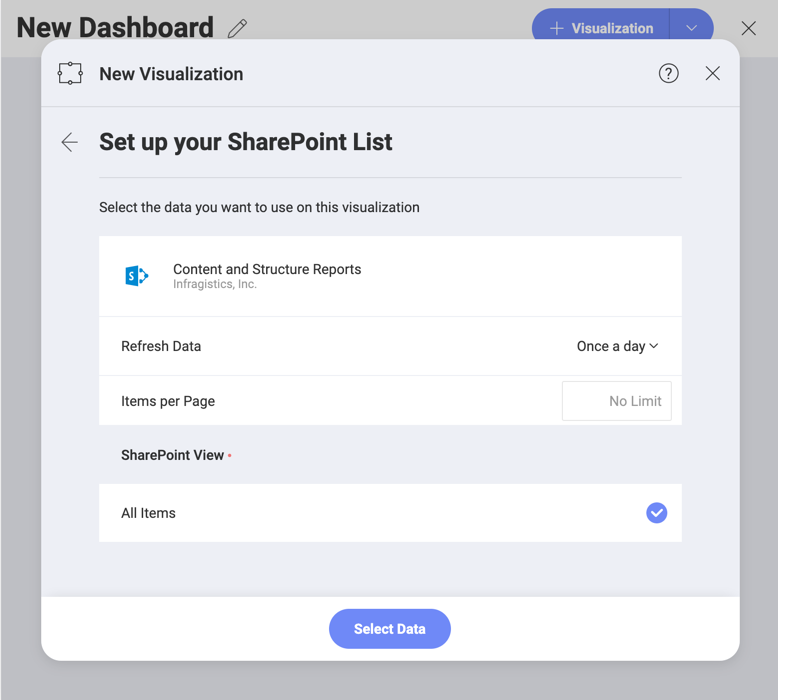 New Dashboard
Visualization
New Visualization
?
Set up your SharePoint List
Select the data you want to use on this visualization
S
Content and Structure Reports
Infragistics, Inc.
Refresh Data
Once a day
Items per Page
No Limit
SharePoint View •
All Items
Select Data